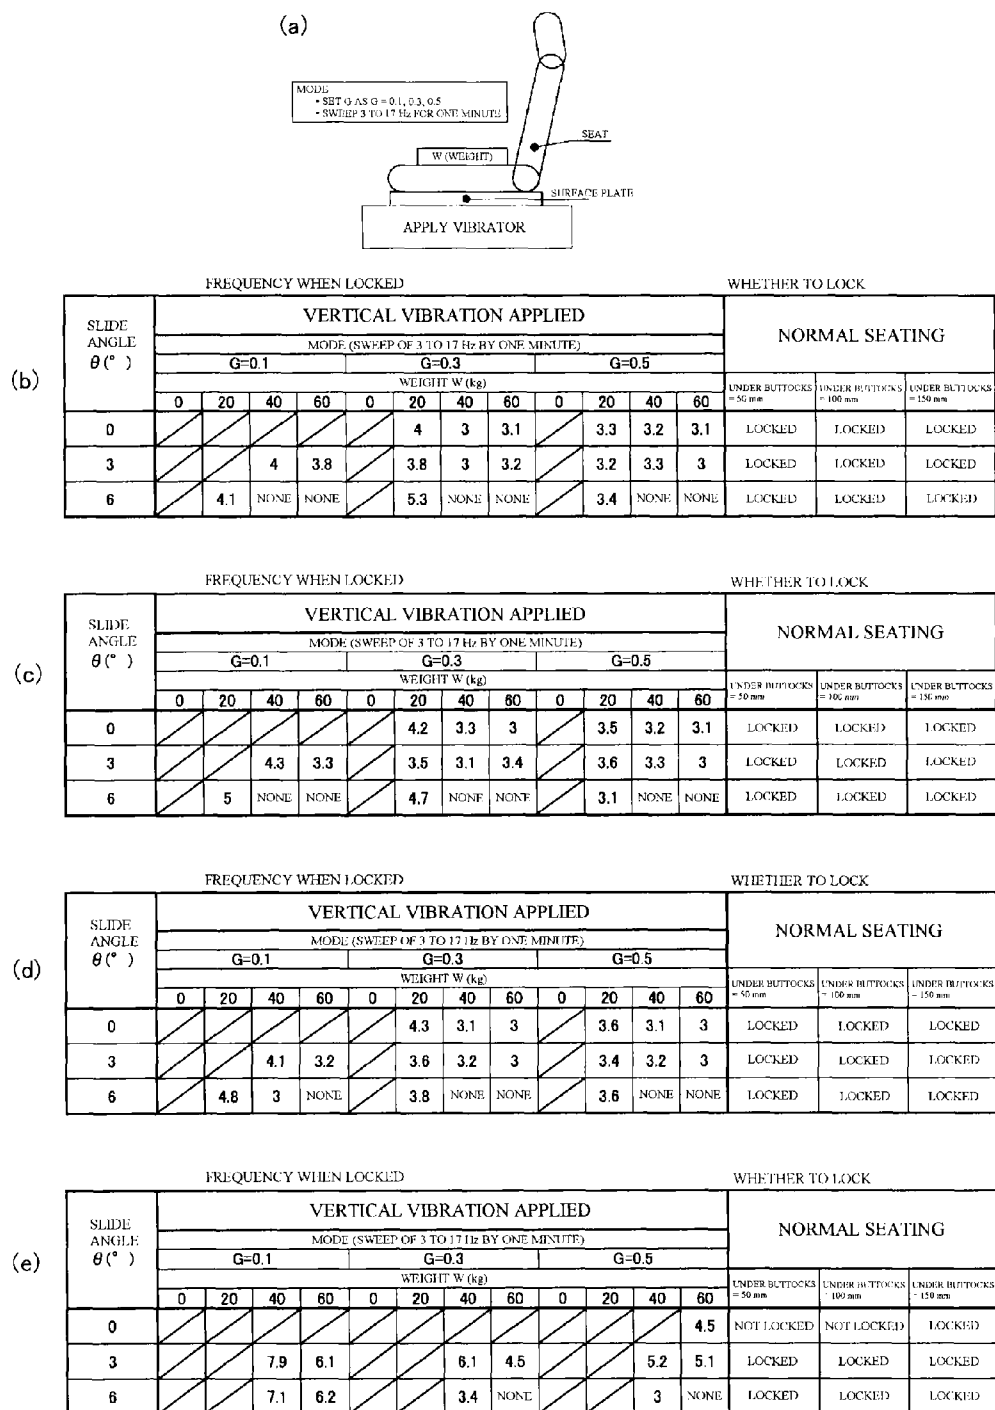 (a)
MODE
・SET G AS G = 0.1, 0.3, 0.5
・SWEEP 3 TO 17 Hz FOR ONE MINUTE
SEAT
W (WEIGHT)
SURFACE PLATE
APPLY VIBRATOR
(b)
FREQUENCY WHEN LOCKED WHETHER TO LOCK
SLIDE ANGLE θ(° )
VERTICAL VIBRATION APPLIED
NORMAL SEATING
MODE (SWEEP OF 3 TO 17 Hz BY ONE MINUTE)
G=0.1 G=0.3 G=0.5
WEIGHT W (kg)
UNDER BUTTOCKS = 50 mm UNDER BUTTOCKS = 100 mm UNDER BUTTOCKS = 150 mm
0 20 40 60 0 20 40 60 0 20 40 60
0 4 3 3.1 3.3 3.2 3.1 LOCKED LOCKED LOCKED
3 4 3.8 3.8 3 3.2 3.2 3.3 3 LOCKED LOCKED LOCKED
6 4.1 NONE NONE 5.3 NONE NONE 3.4 NONE NONE LOCKED LOCKED LOCKED
(c)
FREQUENCY WHEN LOCKED WHETHER TO LOCK
SLIDE ANGLE θ(° )
VERTICAL VIBRATION APPLIED
NORMAL SEATING
MODE (SWEEP OF 3 TO 17 Hz BY ONE MINUTE)
G=0.1 G=0.3 G=0.5
WEIGHT W (kg)
UNDER BUTTOCKS = 50 mm UNDER BUTTOCKS = 100 mm UNDER BUTTOCKS = 150 mm
0 20 40 60 0 20 40 60 0 20 40 60
0 4.2 3.3 3 3.5 3.2 3.1 LOCKED LOCKED LOCKED
3 4.3 3.3 3.5 3.1 3.4 3.6 3.3 3 LOCKED LOCKED LOCKED
6 5 NONE NONE 4.7 NONE NONE 3.1 NONE NONE LOCKED LOCKED LOCKED
(d)
FREQUENCY WHEN LOCKED WHETHER TO LOCK
SLIDE ANGLE θ(° )
VERTICAL VIBRATION APPLIED
NORMAL SEATING
MODE (SWEEP OF 3 TO 17 Hz BY ONE MINUTE)
G=0.1 G=0.3 G=0.5
WEIGHT W (kg)
UNDER BUTTOCKS = 50 mm UNDER BUTTOCKS = 100 mm UNDER BUTTOCKS = 150 mm
0 20 40 60 0 20 40 60 0 20 40 60
0 4.3 3.1 3 3.6 3.1 3 LOCKED LOCKED LOCKED
3 4.1 3.2 3.6 3.2 3 3.4 3.2 3 LOCKED LOCKED LOCKED
6 4.8 3 NONE 3.8 NONE NONE 3.6 NONE NONE LOCKED LOCKED LOCKED
(e)
FREQUENCY WHEN LOCKED WHETHER TO LOCK
SLIDE ANGLE θ(° )
VERTICAL VIBRATION APPLIED
NORMAL SEATING
MODE (SWEEP OF 3 TO 17 Hz BY ONE MINUTE)
G=0.1 G=0.3 G=0.5
WEIGHT W (kg)
UNDER BUTTOCKS = 50 mm UNDER BUTTOCKS = 100 mm UNDER BUTTOCKS = 150 mm
0 20 40 60 0 20 40 60 0 20 40 60
0 4.5 NOT LOCKED NOT LOCKED LOCKED
3 7.9 6.1 6.1 4.5 5.2 5.1 LOCKED LOCKED LOCKED
6 7.1 6.2 3.4 NONE 3 NONE LOCKED LOCKED LOCKED